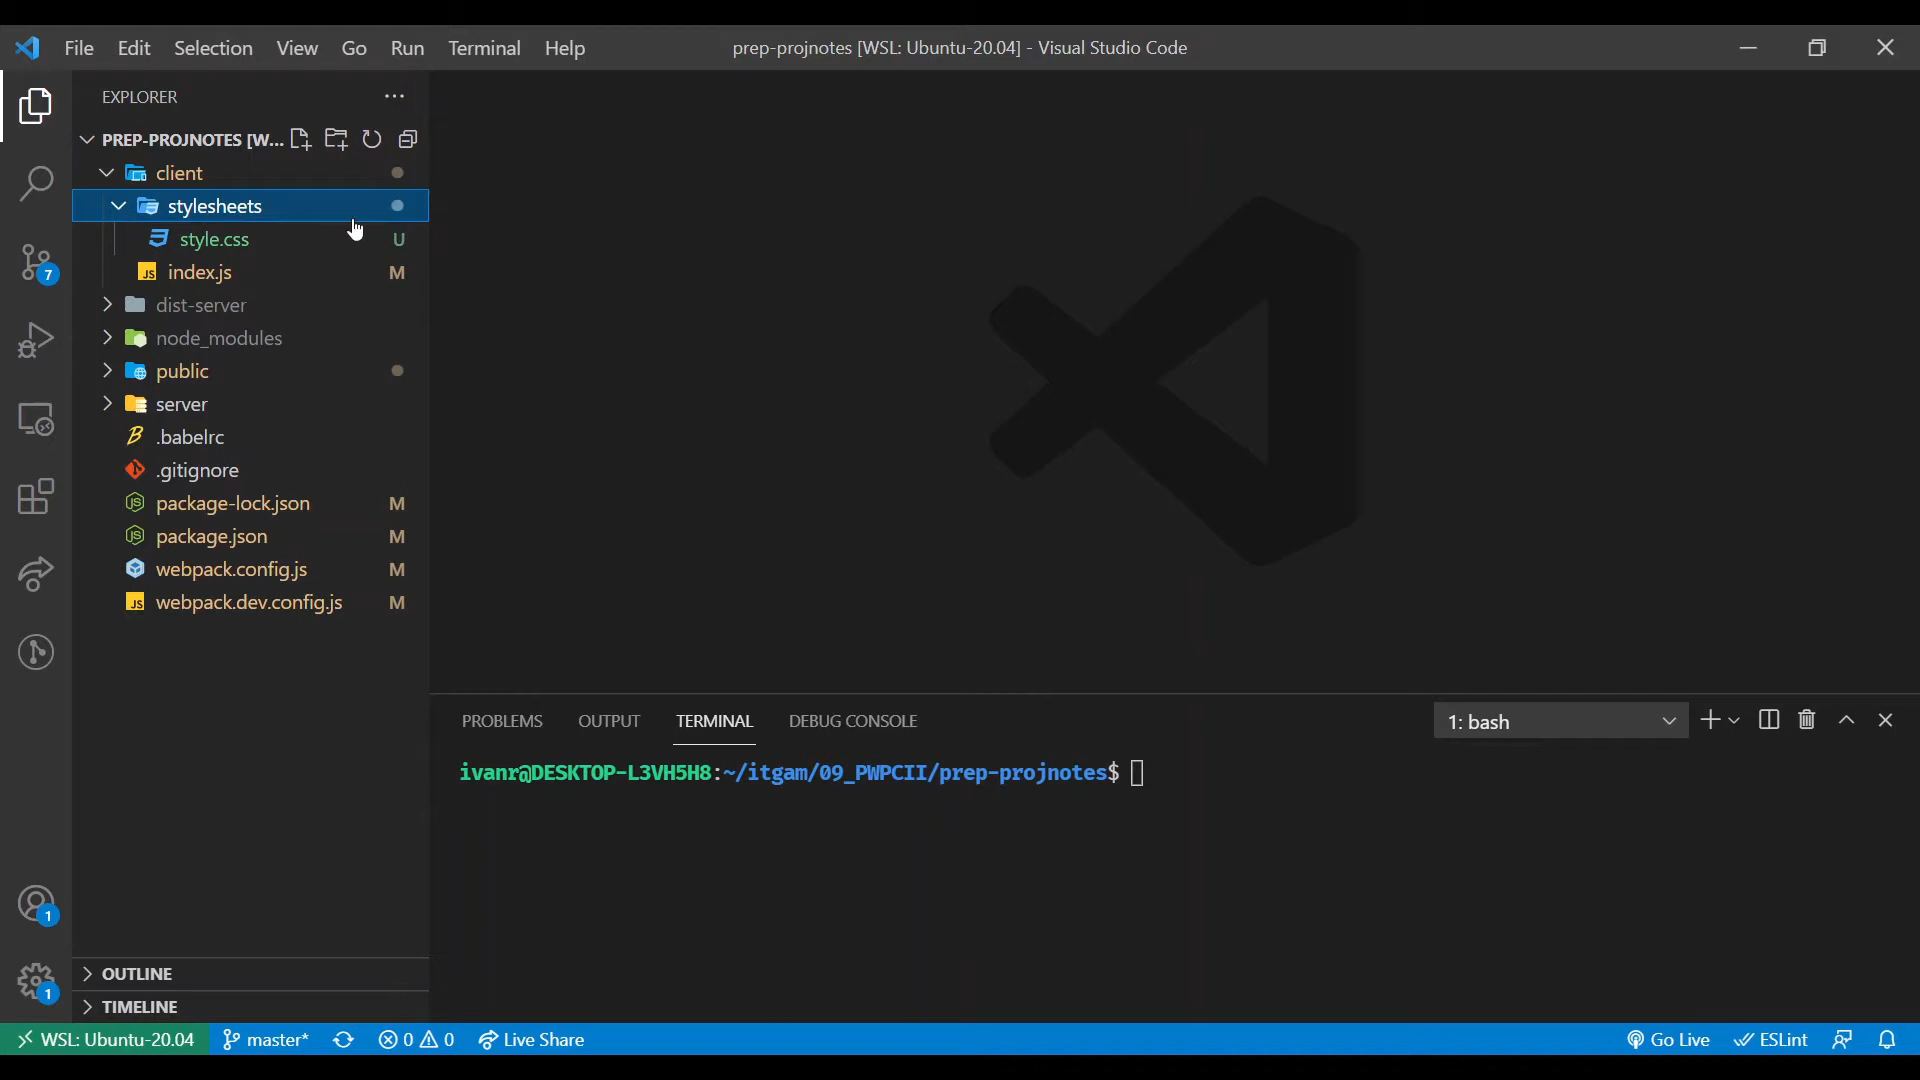 File Edit Selection View Go Run Terminal Help
prep-projnotes [WSL: Ubuntu-20.04] - Visual Studio Code
EXPLORER
PREP-PROJNOTES [W...
client
stylesheets
style.css U
index.js M
dist-server
node_modules
public
server
.babelrc
.gitignore
package-lock.json M
package.json M
webpack.config.js M
webpack.dev.config.js M
OUTLINE
TIMELINE
7
1
1
PROBLEMS OUTPUT TERMINAL DEBUG CONSOLE
1: bash
ivanr@DESKTOP-L3VH5H8:~/itgam/09_PWPCII/prep-projnotes$
WSL: Ubuntu-20.04 master* 0 0 Live Share Go Live ESLint